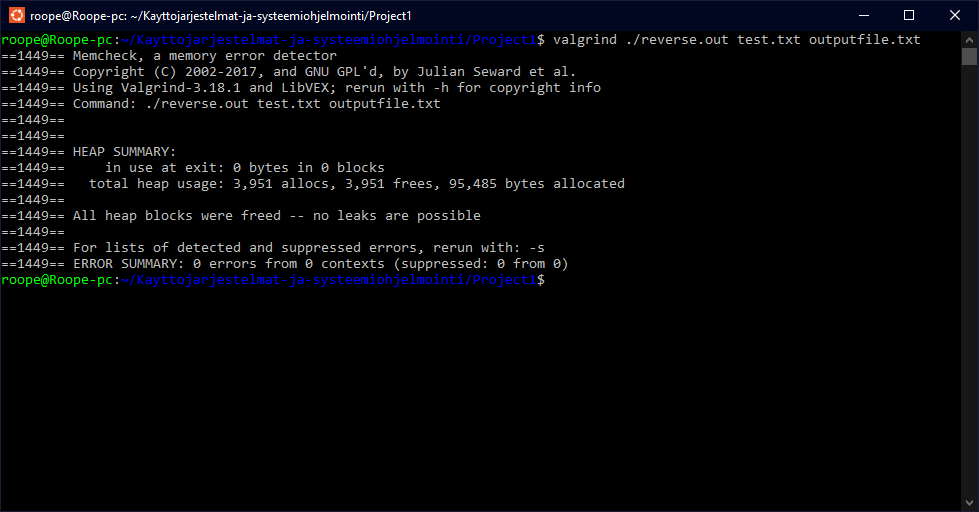 roope@Roope-pc: ~/Kayttojarjestelmat-ja-systeemiohjelmointi/Project1
roope@Roope-pc:~/Kayttojarjestelmat-ja-systeemiohjelmointi/Project1$ valgrind ./reverse.out test.txt outputfile.txt
==1449== Memcheck, a memory error detector
==1449== Copyright (C) 2002-2017, and GNU GPL'd, by Julian Seward et al.
==1449== Using Valgrind-3.18.1 and LibVEX; rerun with -h for copyright info
==1449== Command: ./reverse.out test.txt outputfile.txt
==1449==
==1449==
==1449== HEAP SUMMARY:
==1449==     in use at exit: 0 bytes in 0 blocks
==1449==   total heap usage: 3,951 allocs, 3,951 frees, 95,485 bytes allocated
==1449==
==1449== All heap blocks were freed -- no leaks are possible
==1449==
==1449== For lists of detected and suppressed errors, rerun with: -s
==1449== ERROR SUMMARY: 0 errors from 0 contexts (suppressed: 0 from 0)
roope@Roope-pc:~/Kayttojarjestelmat-ja-systeemiohjelmointi/Project1$